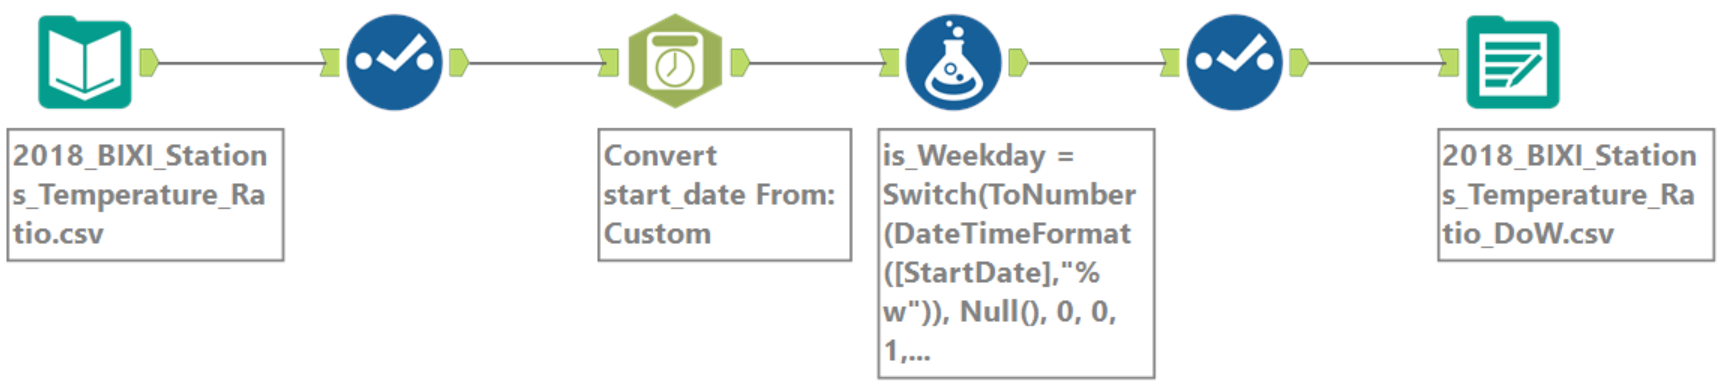 2018_BIXI_Station
s_Temperature_Ra
tio.csv
Convert
start_date From:
Custom
is_Weekday =
Switch(ToNumber
(DateTimeFormat
([StartDate],"%
w")), Null(), 0, 0,
1,...
2018_BIXI_Station
s_Temperature_Ra
tio_DoW.csv